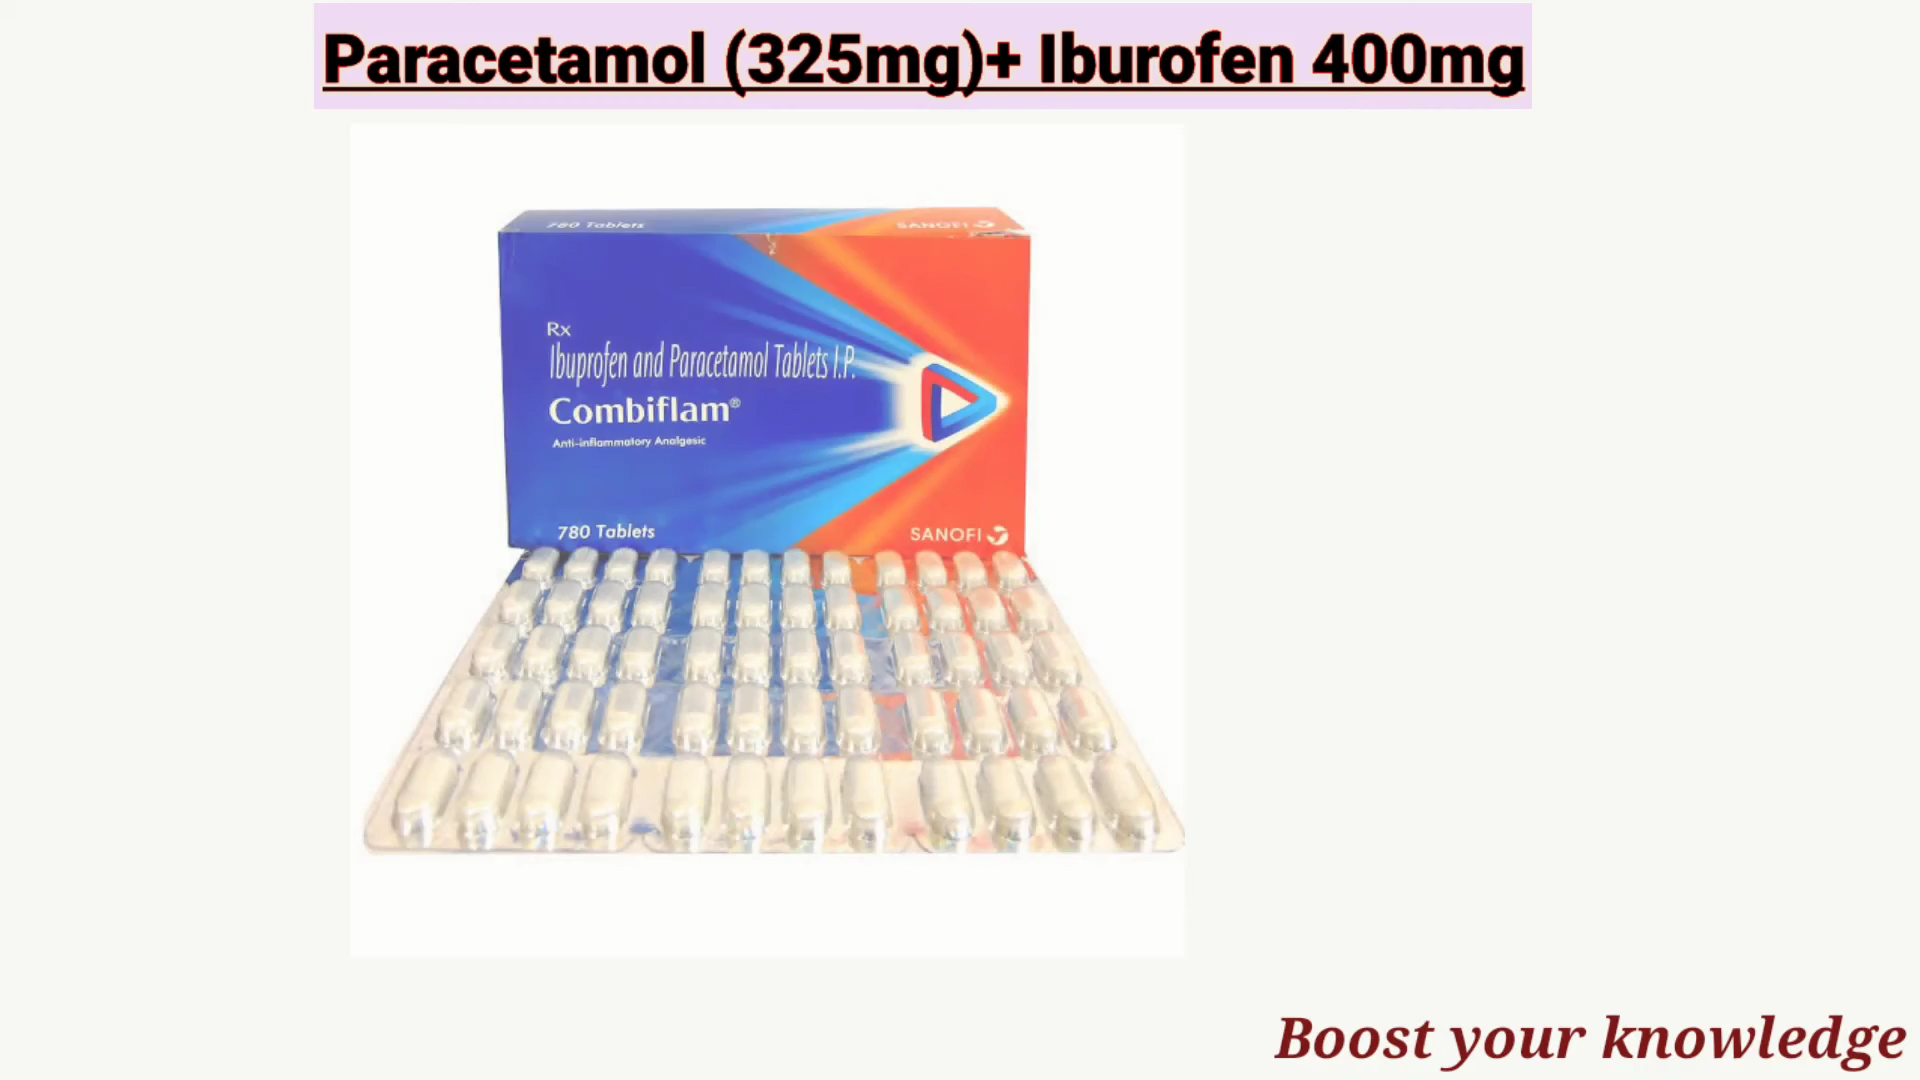 Paracetamol (325mg)+ Iburofen 400mg
780 Tablets
SANOFI
Rx
Ibuprofen and Paracetamol Tablets I.P.
Combiflam®
Anti-inflammatory Analgesic
780 Tablets
SANOFI
Boost your knowledge